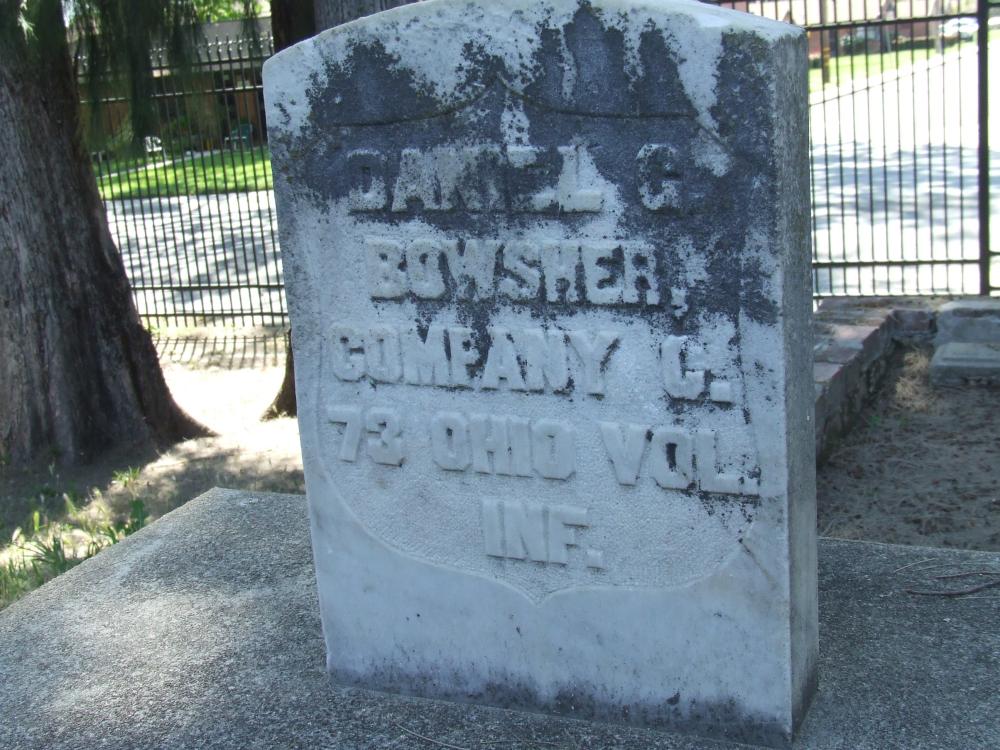 DANIEL G.
BOWSHER,
COMPANY C.
73 OHIO VOL.
INF.